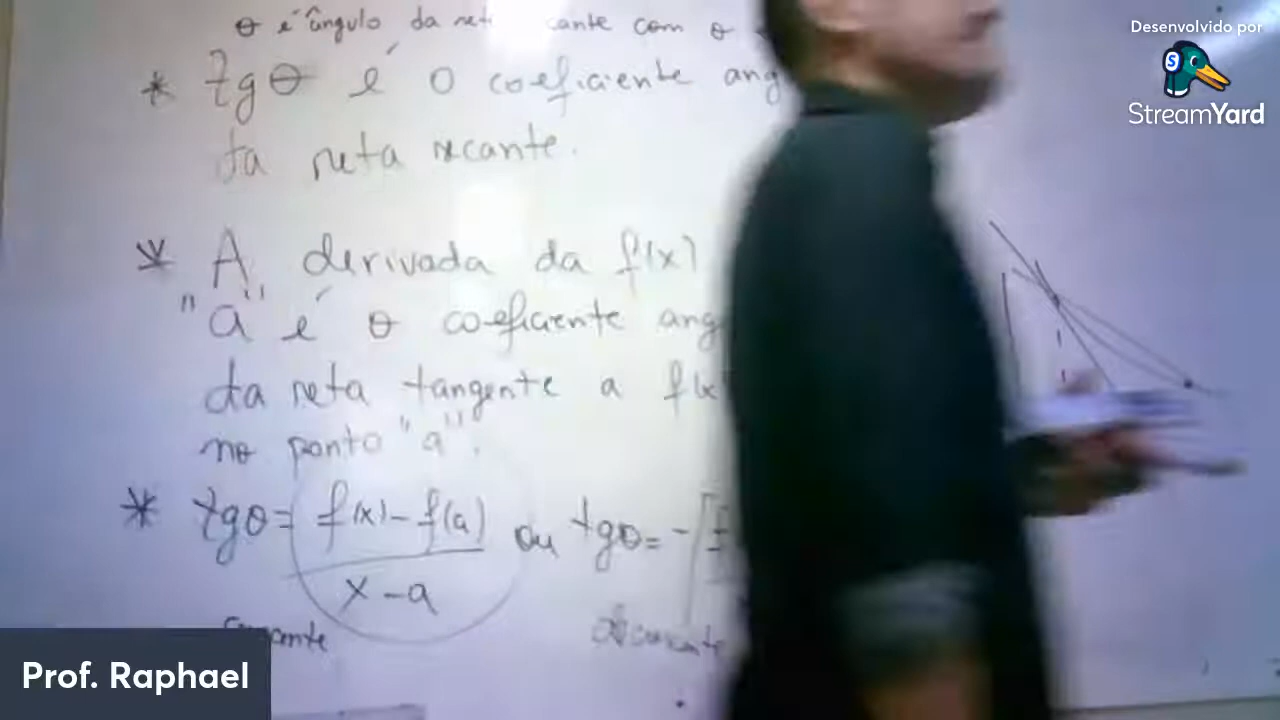 θ é ângulo da reta cante com o
* tgθ é o coeficiente ang
da reta secante.
* A derivada da f(x)
"a" é o coeficiente ang
da reta tangente a f(x
no ponto "a".
* tgθ = f(x) - f(a) ou tgθ = -
x - a
Prof. Raphael
Desenvolvido por
StreamYard